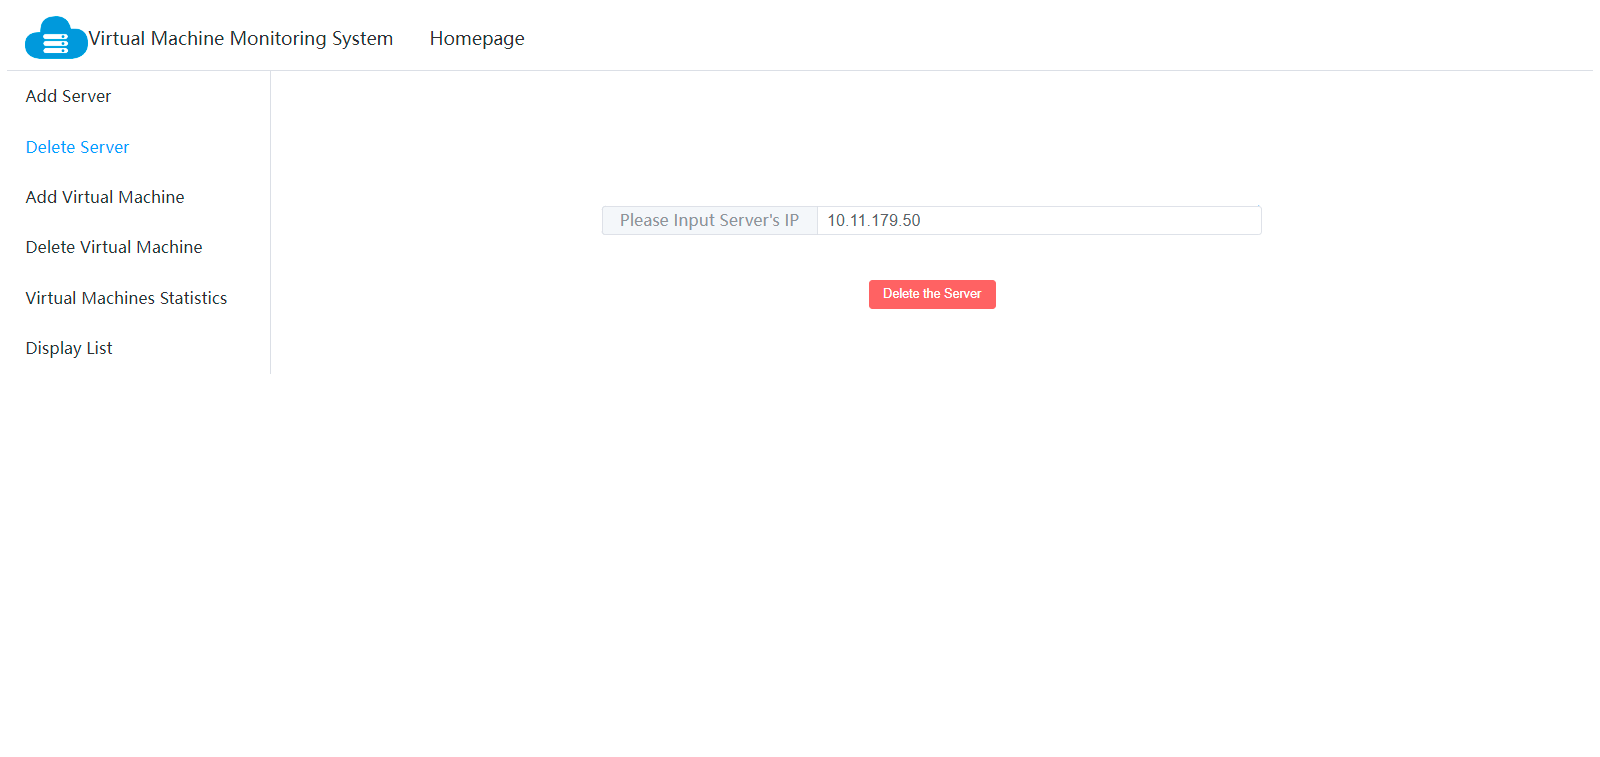 Virtual Machine Monitoring System Homepage
Add Server
Delete Server
Add Virtual Machine
Delete Virtual Machine
Virtual Machines Statistics
Display List
Please Input Server's IP 10.11.179.50
Delete the Server